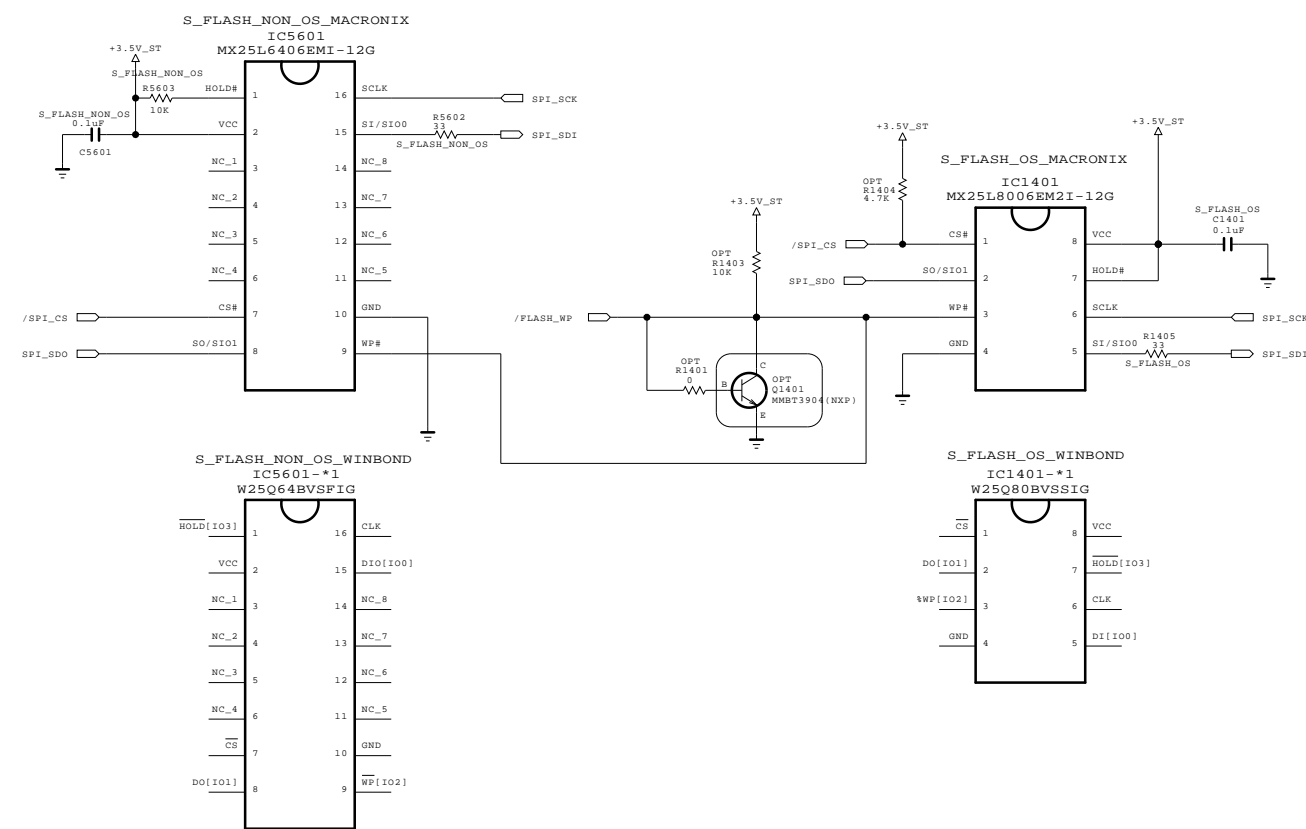 S_FLASH_NON_OS_MACRONIX
IC5601
MX25L6406EMI-12G
+3.5V_ST
S_FLASH_NON_OS
R5603
10K
S_FLASH_NON_OS
0.1uF
C5601
HOLD#
1
VCC
2
NC_1
3
NC_2
4
NC_3
5
NC_4
6
/SPI_CS
CS#
7
SPI_SDO
SO/SIO1
8
16
SCLK
SPI_SCK
15
SI/SIO0
R5602
33
S_FLASH_NON_OS
SPI_SDI
14
NC_8
13
NC_7
12
NC_6
11
NC_5
10
GND
9
WP#
+3.5V_ST
OPT
R1403
10K
/FLASH_WP
OPT
R1401
0
B
C
E
OPT
Q1401
MMBT3904(NXP)
+3.5V_ST
OPT
R1404
4.7K
S_FLASH_OS_MACRONIX
IC1401
MX25L8006EM2I-12G
+3.5V_ST
S_FLASH_OS
C1401
0.1uF
/SPI_CS
CS#
1
SPI_SDO
SO/SIO1
2
WP#
3
GND
4
8
VCC
7
HOLD#
6
SCLK
SPI_SCK
5
SI/SIO0
R1405
33
S_FLASH_OS
SPI_SDI
S_FLASH_NON_OS_WINBOND
IC5601-*1
W25Q64BVSFIG
HOLD[IO3]
1
VCC
2
NC_1
3
NC_2
4
NC_3
5
NC_4
6
CS
7
DO[IO1]
8
16
CLK
15
DIO[IO0]
14
NC_8
13
NC_7
12
NC_6
11
NC_5
10
GND
9
WP[IO2]
S_FLASH_OS_WINBOND
IC1401-*1
W25Q80BVSSIG
CS
1
DO[IO1]
2
%WP[IO2]
3
GND
4
8
VCC
7
HOLD[IO3]
6
CLK
5
DI[IO0]